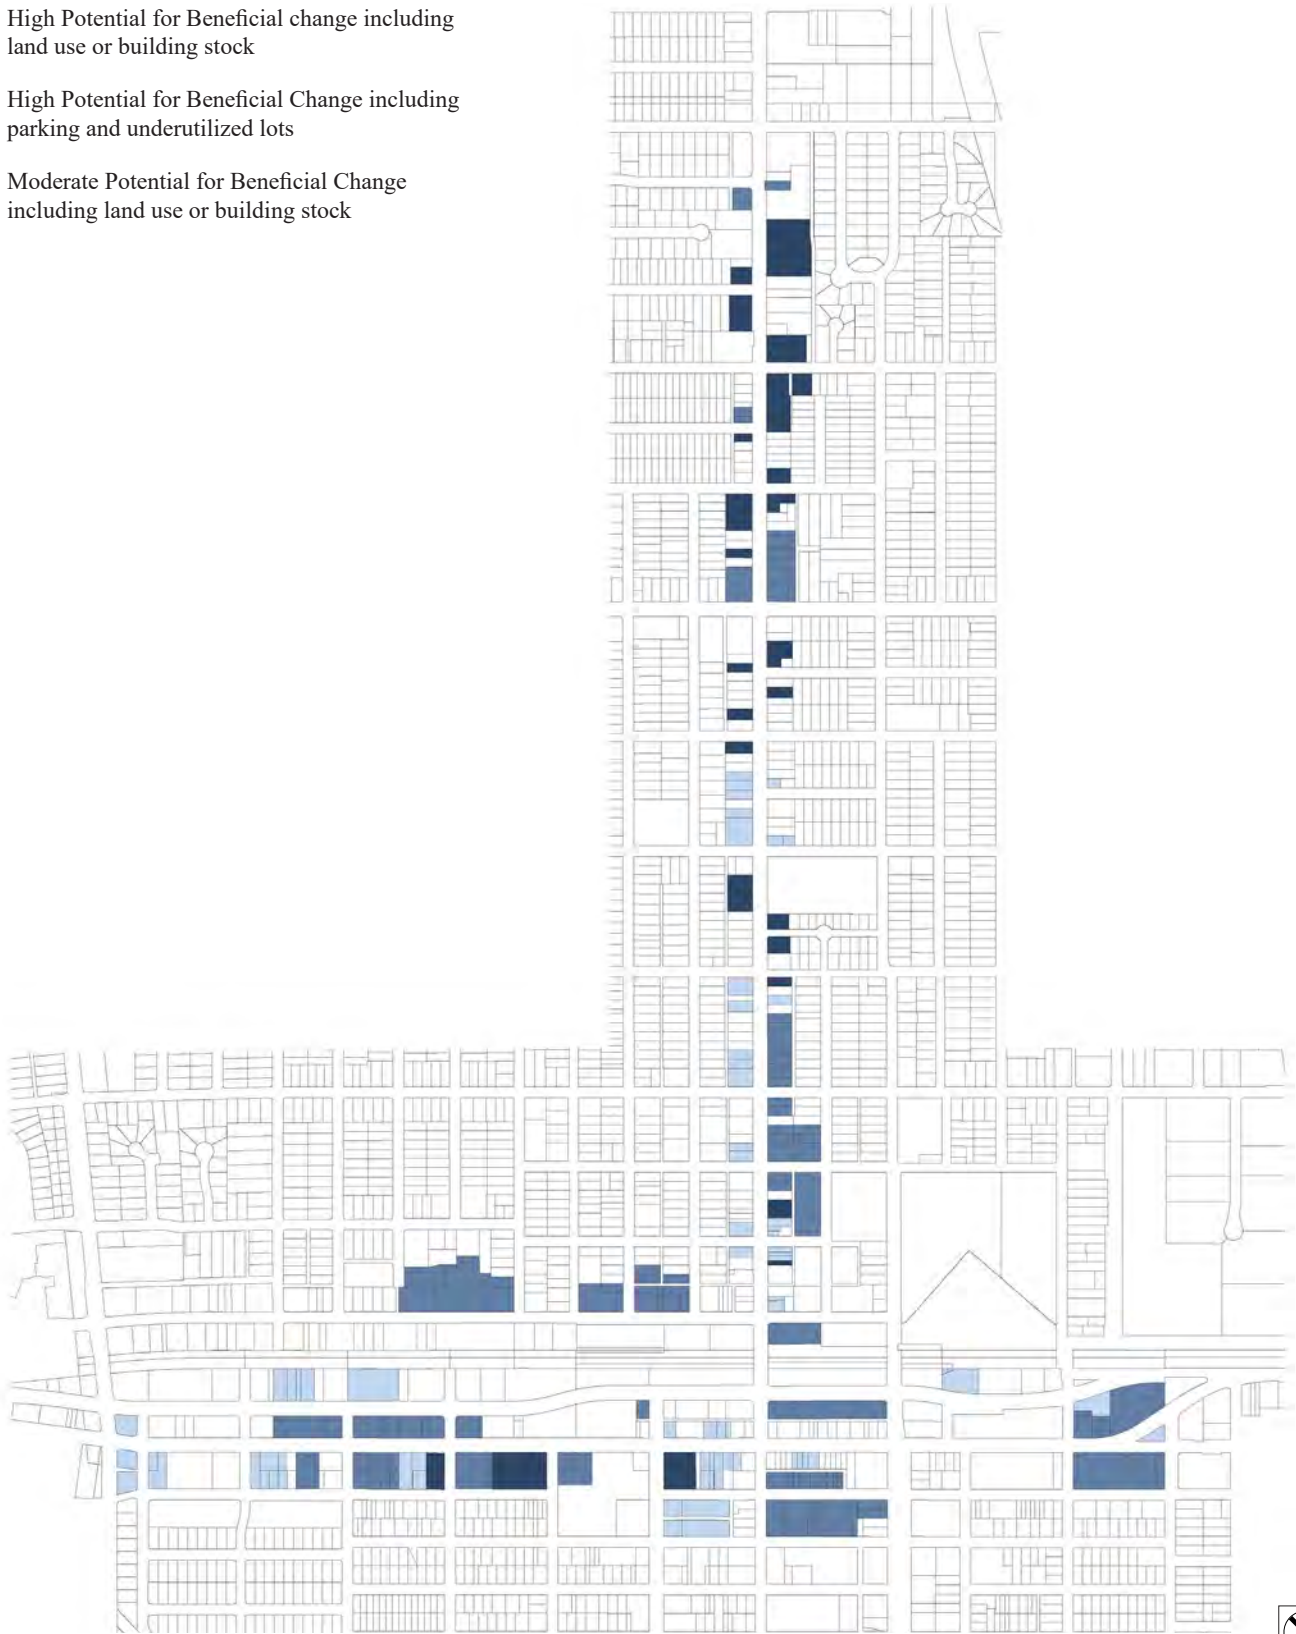 High Potential for Beneficial change including
land use or building stock
High Potential for Beneficial Change including
parking and underutilized lots
Moderate Potential for Beneficial Change
including land use or building stock